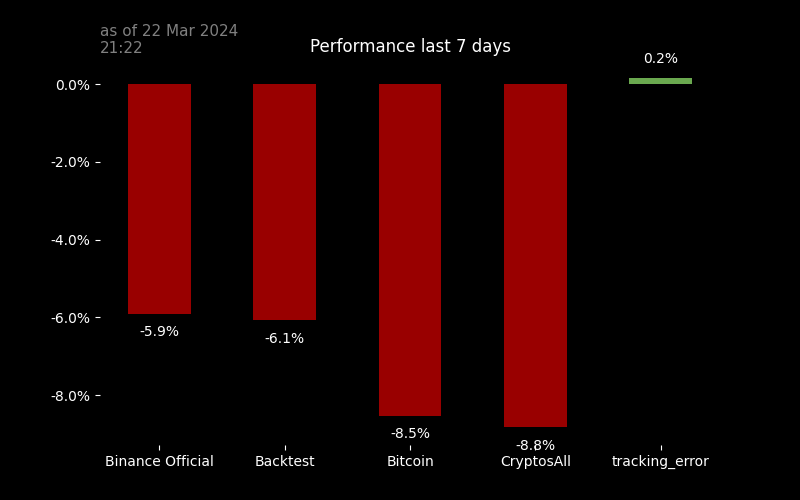 as of 22 Mar 2024
21:22
Performance last 7 days
0.2%
0.0%
-2.0%
-4.0%
-6.0%
-8.0%
-5.9%
-6.1%
-8.5%
-8.8%
Binance Official
Backtest
Bitcoin
CryptosAll
tracking_error